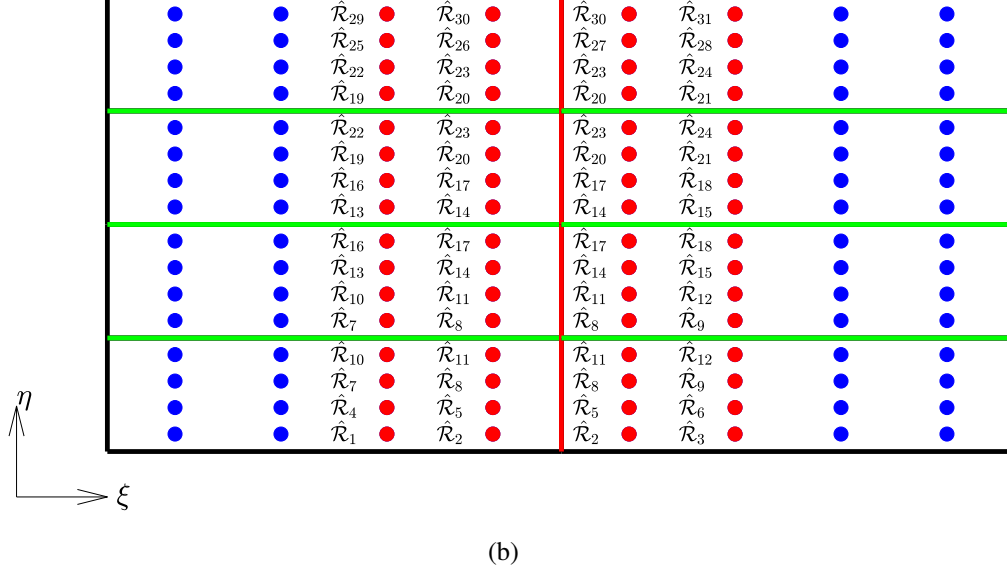 R̂29 R̂30 R̂30 R̂31
R̂25 R̂26 R̂27 R̂28
R̂22 R̂23 R̂23 R̂24
R̂19 R̂20 R̂20 R̂21
R̂22 R̂23 R̂23 R̂24
R̂19 R̂20 R̂20 R̂21
R̂16 R̂17 R̂17 R̂18
R̂13 R̂14 R̂14 R̂15
R̂16 R̂17 R̂17 R̂18
R̂13 R̂14 R̂14 R̂15
R̂10 R̂11 R̂11 R̂12
R̂7 R̂8 R̂8 R̂9
R̂10 R̂11 R̂11 R̂12
R̂7 R̂8 R̂8 R̂9
η
R̂4 R̂5 R̂5 R̂6
R̂1 R̂2 R̂2 R̂3
ξ
(b)